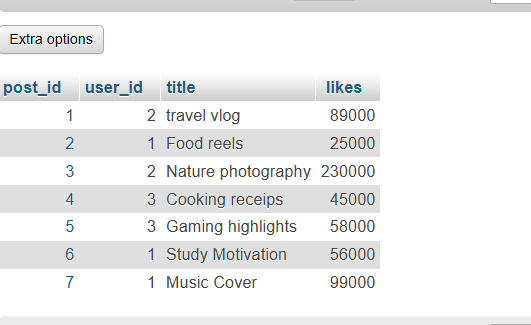 Extra options
post_id user_id title likes
1 2 travel vlog 89000
2 1 Food reels 25000
3 2 Nature photography 230000
4 3 Cooking receips 45000
5 3 Gaming highlights 58000
6 1 Study Motivation 56000
7 1 Music Cover 99000